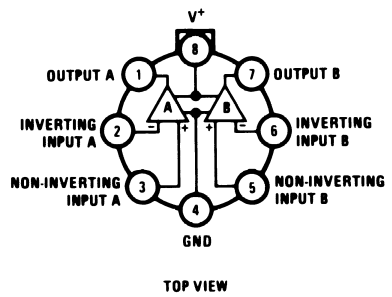 V+
8
OUTPUT A 1 7 OUTPUT B
A B
INVERTING INPUT A 2 − + + − 6 INVERTING INPUT B
NON-INVERTING INPUT A 3 5 NON-INVERTING INPUT B
4
GND
TOP VIEW